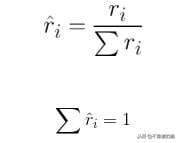 r̂ᵢ = rᵢ / ∑ rᵢ
∑ r̂ᵢ = 1